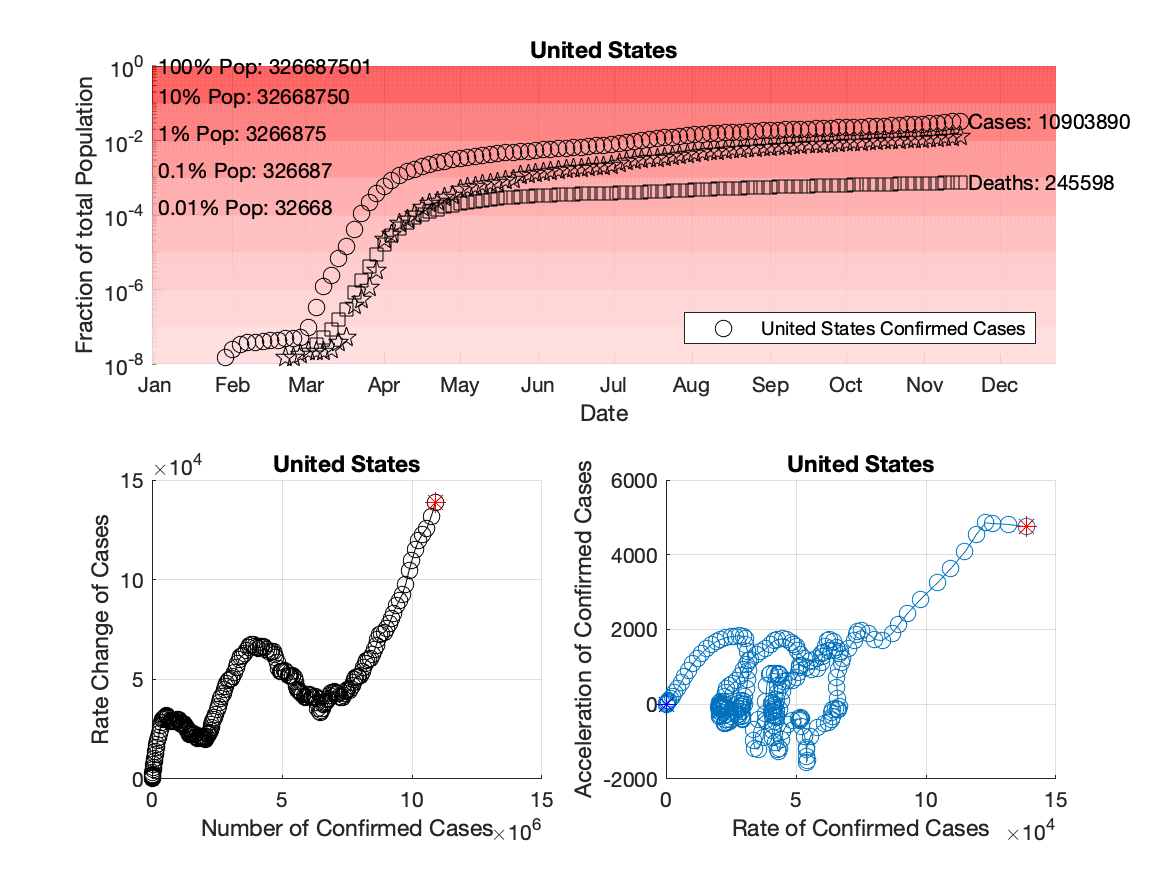 United States
Fraction of total Population
10^0
10^-2
10^-4
10^-6
10^-8
100% Pop: 326687501
10% Pop: 32668750
1% Pop: 3266875
0.1% Pop: 326687
0.01% Pop: 32668
Cases: 10903890
Deaths: 245598
United States Confirmed Cases
Jan Feb Mar Apr May Jun Jul Aug Sep Oct Nov Dec
Date
United States
×10^4
Rate Change of Cases
15
10
5
0
0 5 10 15
Number of Confirmed Cases
×10^6
United States
Acceleration of Confirmed Cases
6000
4000
2000
0
-2000
0 5 10 15
Rate of Confirmed Cases
×10^4